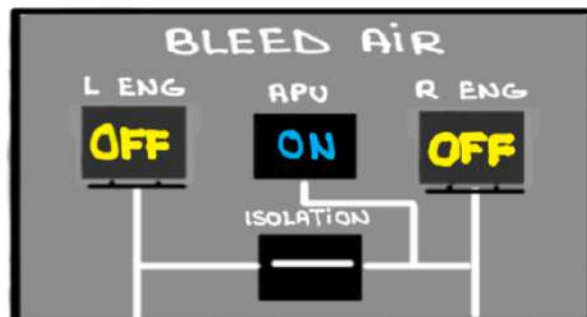 BLEED AiR
L ENG APU R ENG
OFF ON OFF
ISOLATION